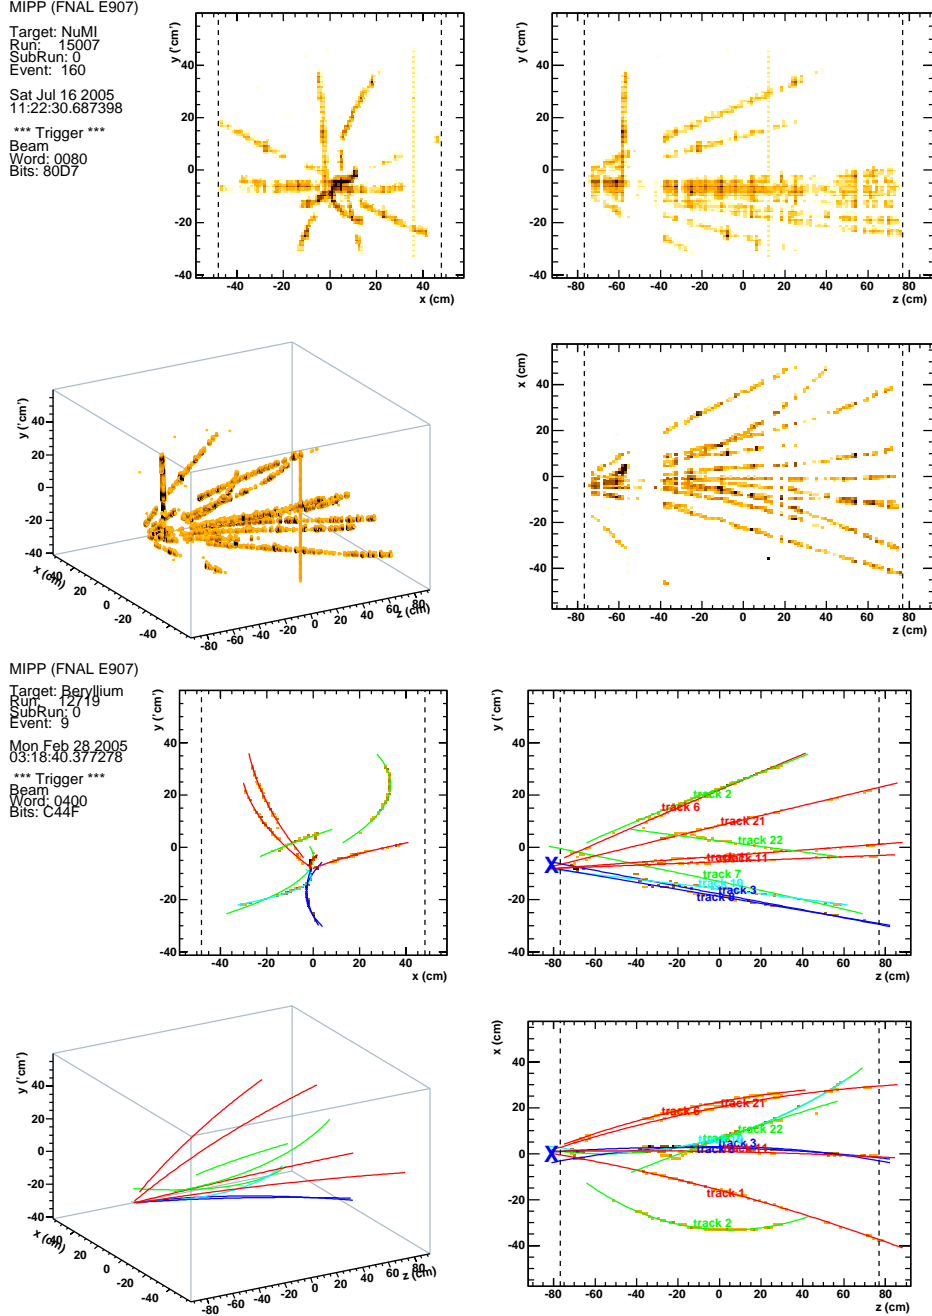 MIPP (FNAL E907)
Target: NuMI
Run: 15007
SubRun: 0
Event: 160
Sat Jul 16 2005
11:22:30.687398
*** Trigger ***
Beam
Word: 0080
Bits: 80D7
y (cm)
40
20
0
-20
-40
-40 -20 0 20 40
x (cm)
y (cm)
40
20
0
-20
-40
-80 -60 -40 -20 0 20 40 60 80
z (cm)
y (cm)
40
20
0
-20
-40
x (cm)
40
20
0
-20
-40
-80 -60 -40 -20 0 20 40 60 80
z (cm)
x (cm)
40
20
0
-20
-40
-80 -60 -40 -20 0 20 40 60 80
z (cm)
MIPP (FNAL E907)
Target: Beryllium
Run: 12719
SubRun: 0
Event: 9
Mon Feb 28 2005
03:18:40.377278
*** Trigger ***
Beam
Word: 0400
Bits: C44F
y (cm)
40
20
0
-20
-40
-40 -20 0 20 40
x (cm)
y (cm)
40
20
0
-20
-40
track 2
track 6
track 21
track 22
track 11
track 7
track 10
track 3
X
-80 -60 -40 -20 0 20 40 60 80
z (cm)
y (cm)
40
20
0
-20
-40
x (cm)
40
20
0
-20
-40
-80 -60 -40 -20 0 20 40 60 80
z (cm)
x (cm)
40
20
0
-20
-40
track 6
track 21
track 22
track 3
X
track 1
track 2
-80 -60 -40 -20 0 20 40 60 80
z (cm)